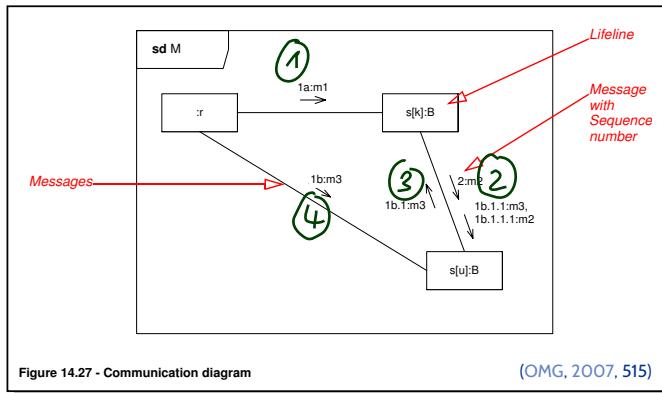 sd M
Lifeline
1
1a:m1
:r
s[k]:B
Message
with
Sequence
number
Messages
1b:m3
3
2:m2
2
1b.1:m3
1b.1.1:m3,
1b.1.1.1:m2
4
s[u]:B
Figure 14.27 - Communication diagram
(OMG, 2007, 515)